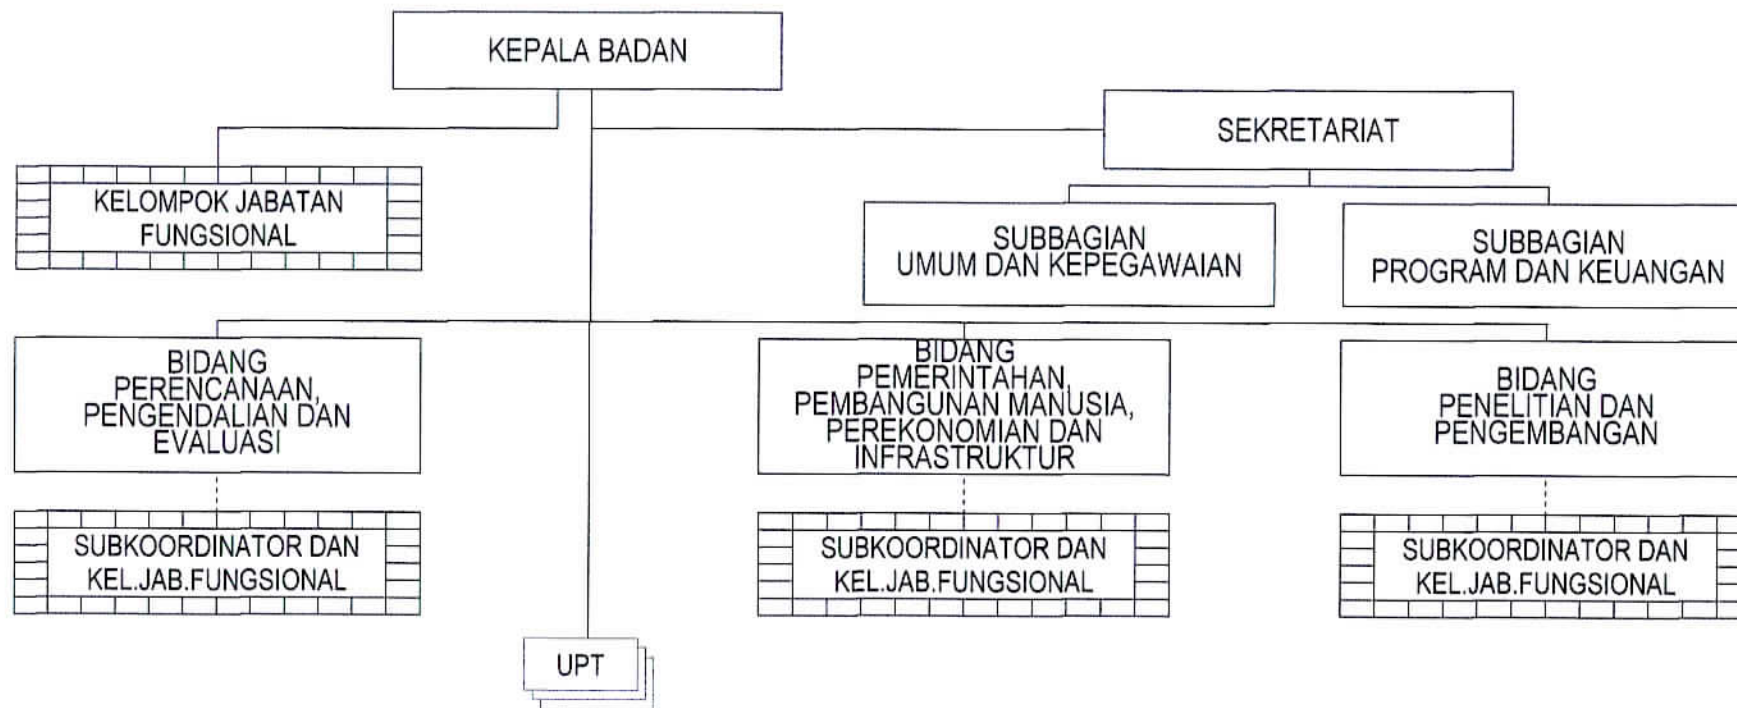 KEPALA BADAN
SEKRETARIAT
KELOMPOK JABATAN
FUNGSIONAL
SUBBAGIAN
UMUM DAN KEPEGAWAIAN
SUBBAGIAN
PROGRAM DAN KEUANGAN
BIDANG
PERENCANAAN,
PENGENDALIAN DAN
EVALUASI
BIDANG
PEMERINTAHAN,
PEMBANGUNAN MANUSIA,
PEREKONOMIAN DAN
INFRASTRUKTUR
BIDANG
PENELITIAN DAN
PENGEMBANGAN
SUBKOORDINATOR DAN
KEL.JAB.FUNGSIONAL
SUBKOORDINATOR DAN
KEL.JAB.FUNGSIONAL
SUBKOORDINATOR DAN
KEL.JAB.FUNGSIONAL
UPT